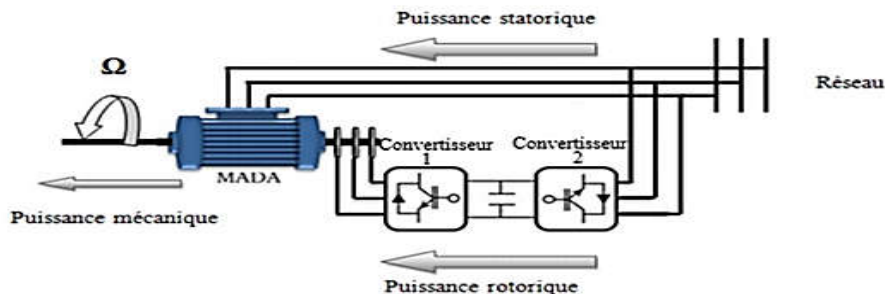 Puissance statorique
Ω
Réseau
Convertisseur
1
Convertisseur
2
MADA
Puissance mécanique
Puissance rotorique